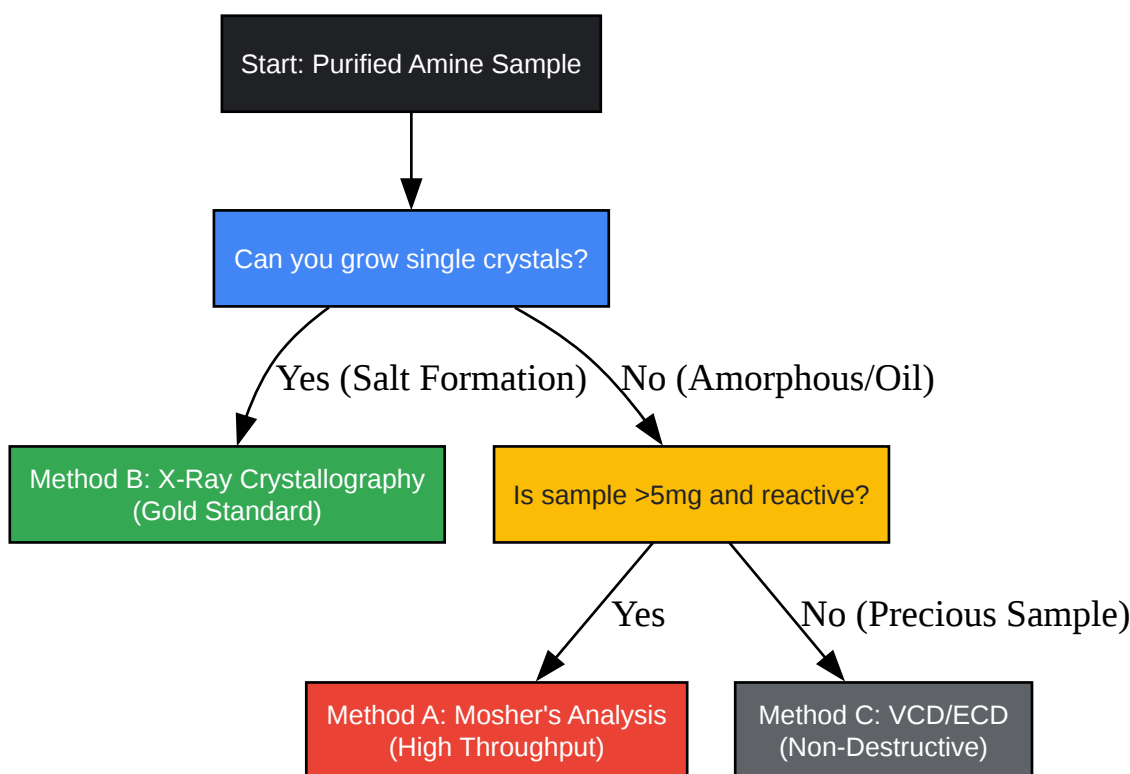 Start: Purified Amine Sample
Can you grow single crystals?
Yes (Salt Formation)
No (Amorphous/Oil)
Method B: X-Ray Crystallography
(Gold Standard)
Is sample >5mg and reactive?
Yes
No (Precious Sample)
Method A: Mosher's Analysis
(High Throughput)
Method C: VCD/ECD
(Non-Destructive)